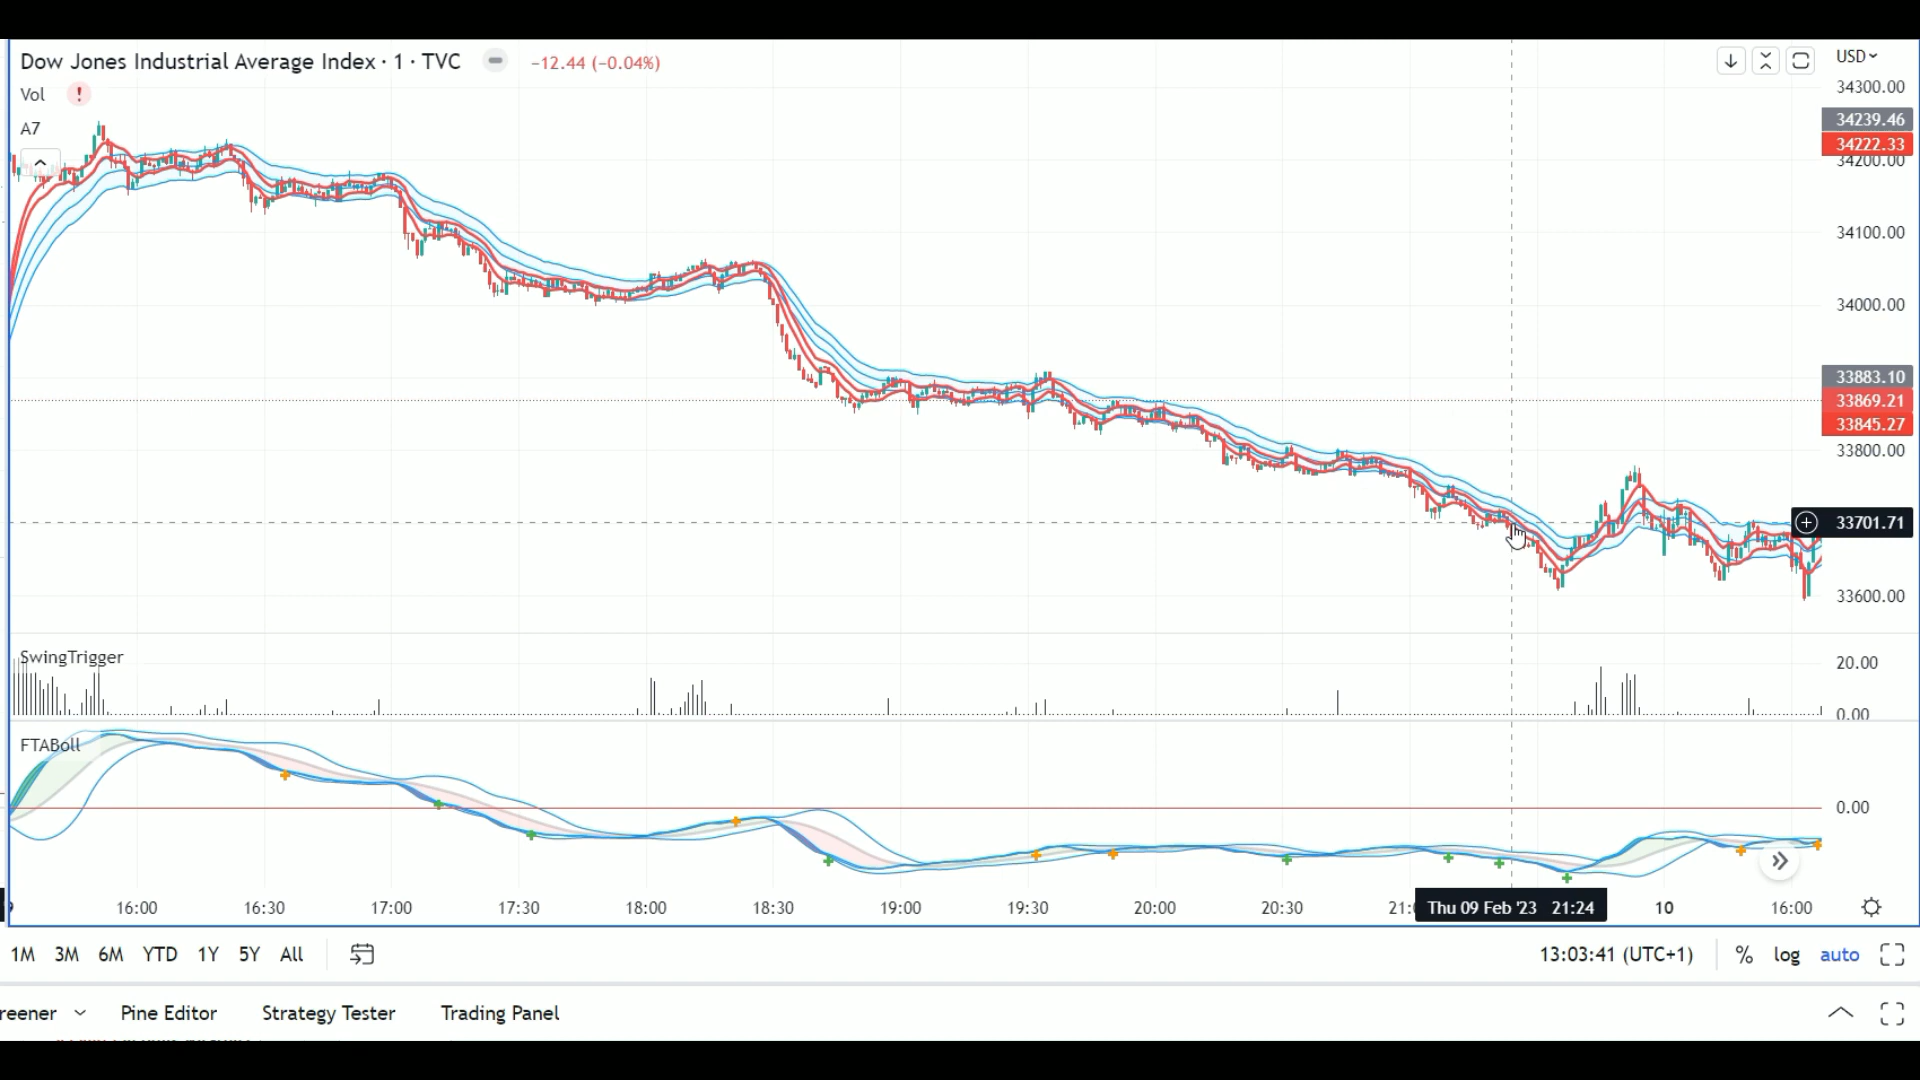 Dow Jones Industrial Average Index · 1 · TVC −12.44 (−0.04%)
USD
Vol !
A7
34300.00
34239.46
34222.33
34200.00
34100.00
34000.00
33883.10
33869.21
33845.27
33800.00
33701.71
33600.00
SwingTrigger
20.00
0.00
FTABoll
0.00
16:00 16:30 17:00 17:30 18:00 18:30 19:00 19:30 20:00 20:30 Thu 09 Feb '23 21:24 10 16:00
1M 3M 6M YTD 1Y 5Y All 13:03:41 (UTC+1) % log auto
reener Pine Editor Strategy Tester Trading Panel